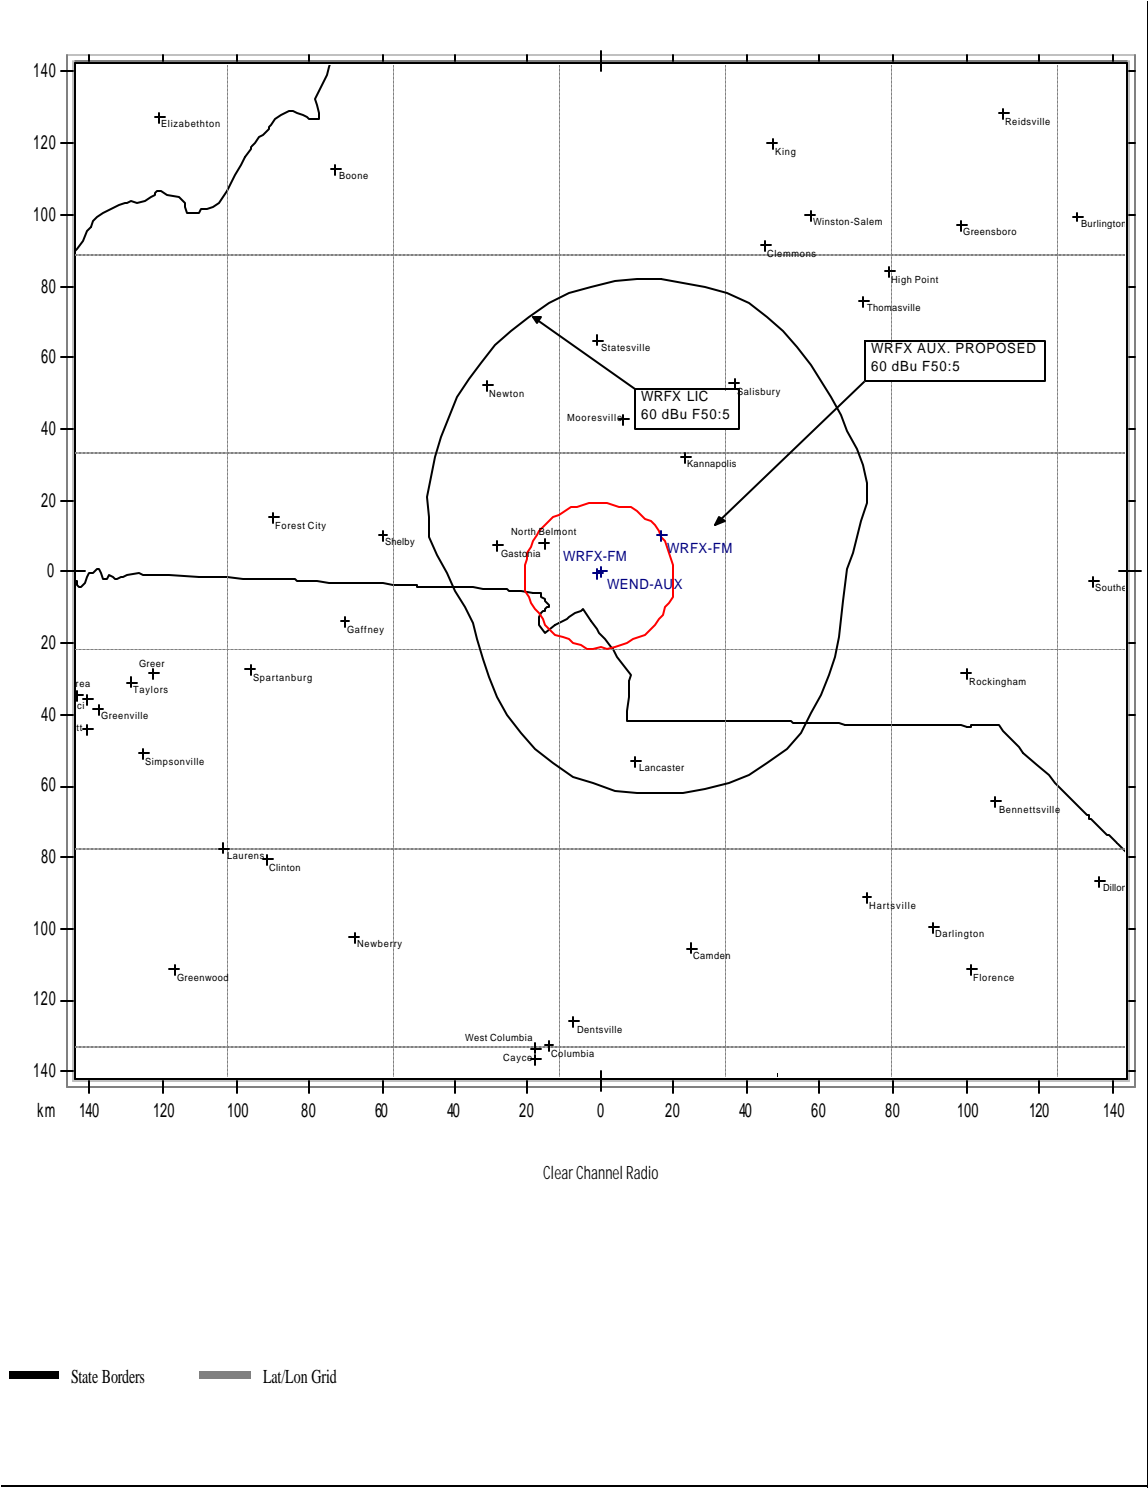 140
Elizabethton
Reidsville
120
King
Boone
100
Winston-Salem
Greensboro
Burlington
Clemmons
80
High Point
Thomasville
60
Statesville
WRFX AUX. PROPOSED
60 dBu F50:5
Newton
WRFX LIC
60 dBu F50:5
Salisbury
40
Mooresville
Kannapolis
20
Forest City
Shelby
North Belmont
Gastonia
WRFX-FM
WRFX-FM
0
WEND-AUX
Southe
20
Gaffney
Greer
Spartanburg
Taylors
rea
ci
Greenville
tt
Rockingham
40
Simpsonville
Lancaster
60
Bennettsville
80
Laurens
Clinton
Dillon
Hartsville
100
Newberry
Darlington
Camden
Greenwood
Florence
120
Dentsville
West Columbia
Columbia
Cayce
140
km 140 120 100 80 60 40 20 0 20 40 60 80 100 120 140
Clear Channel Radio
State Borders
Lat/Lon Grid